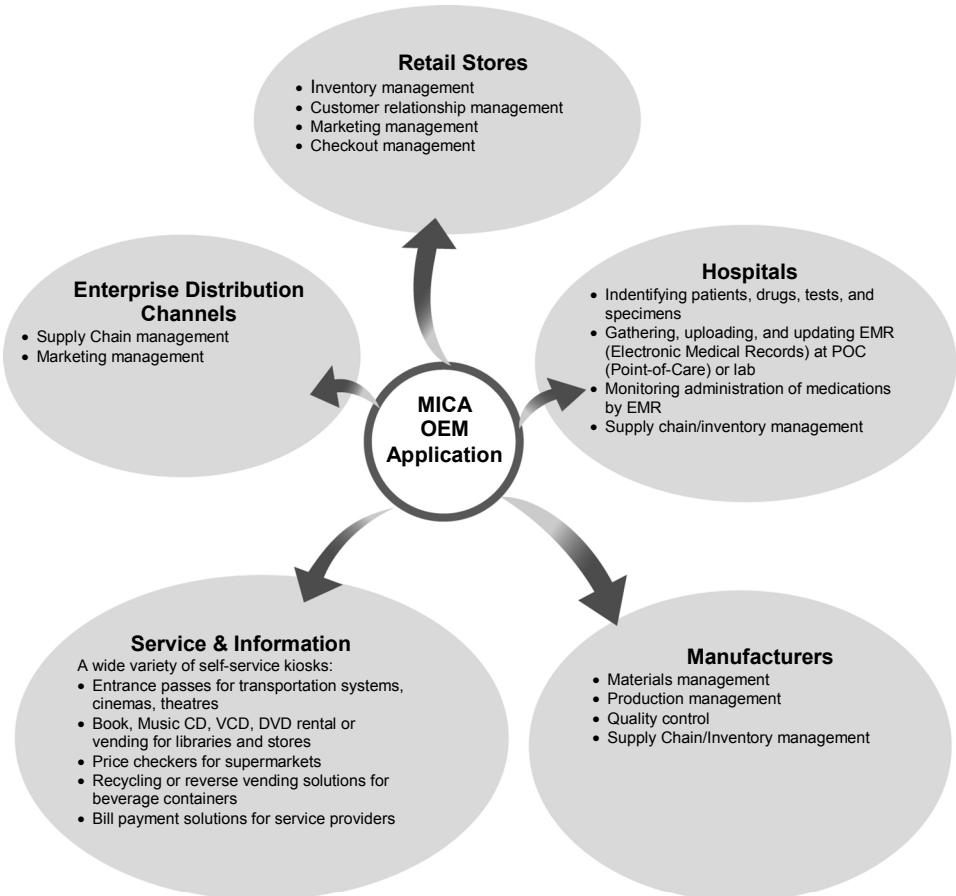 Retail Stores
• Inventory management
• Customer relationship management
• Marketing management
• Checkout management
Enterprise Distribution
Channels
• Supply Chain management
• Marketing management
Hospitals
• Indentifying patients, drugs, tests, and
specimens
• Gathering, uploading, and updating EMR
(Electronic Medical Records) at POC
(Point-of-Care) or lab
• Monitoring administration of medications
by EMR
• Supply chain/inventory management
MICA
OEM
Application
Service & Information
A wide variety of self-service kiosks:
• Entrance passes for transportation systems,
cinemas, theatres
• Book, Music CD, VCD, DVD rental or
vending for libraries and stores
• Price checkers for supermarkets
• Recycling or reverse vending solutions for
beverage containers
• Bill payment solutions for service providers
Manufacturers
• Materials management
• Production management
• Quality control
• Supply Chain/Inventory management